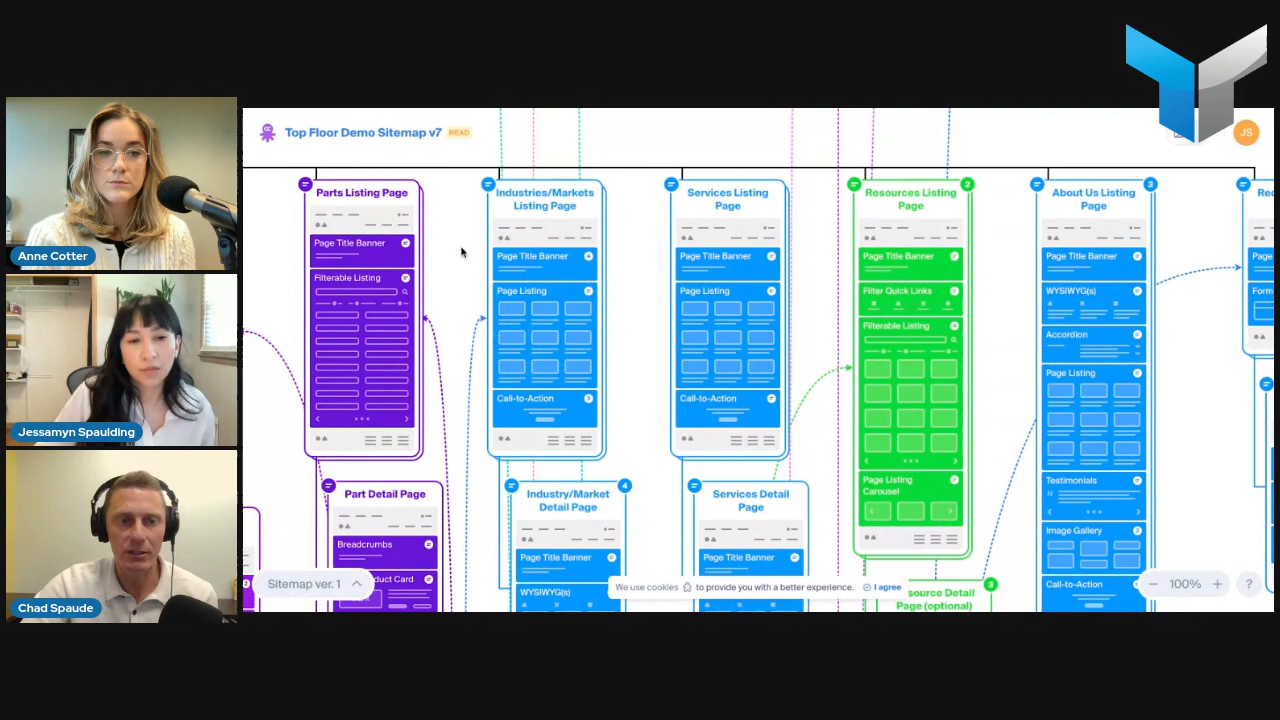 Anne Cotter
Jessamyn Spaulding
Chad Spaude
Top Floor Demo Sitemap v7 READ
JS
Parts Listing Page
Page Title Banner
Filterable Listing
Part Detail Page
Breadcrumbs
duct Card
Industries/Markets
Listing Page
Page Title Banner
4
Page Listing
Call-to-Action
3
Industry/Market
Detail Page
4
Page Title Banner
WYSIWYG(s)
Services Listing
Page
Page Title Banner
Page Listing
Call-to-Action
Services Detail
Page
Page Title Banner
Resources Listing
Page
2
Page Title Banner
Filter Quick Links
Filterable Listing
4
Page Listing
Carousel
source Detail
Page (optional)
3
About Us Listing
Page
3
Page Title Banner
WYSIWYG(s)
Accordion
Page Listing
Testimonials
Image Gallery
2
Call-to-Action
Form
Sitemap ver. 1
We use cookies to provide you with a better experience. I agree
− 100% + ?